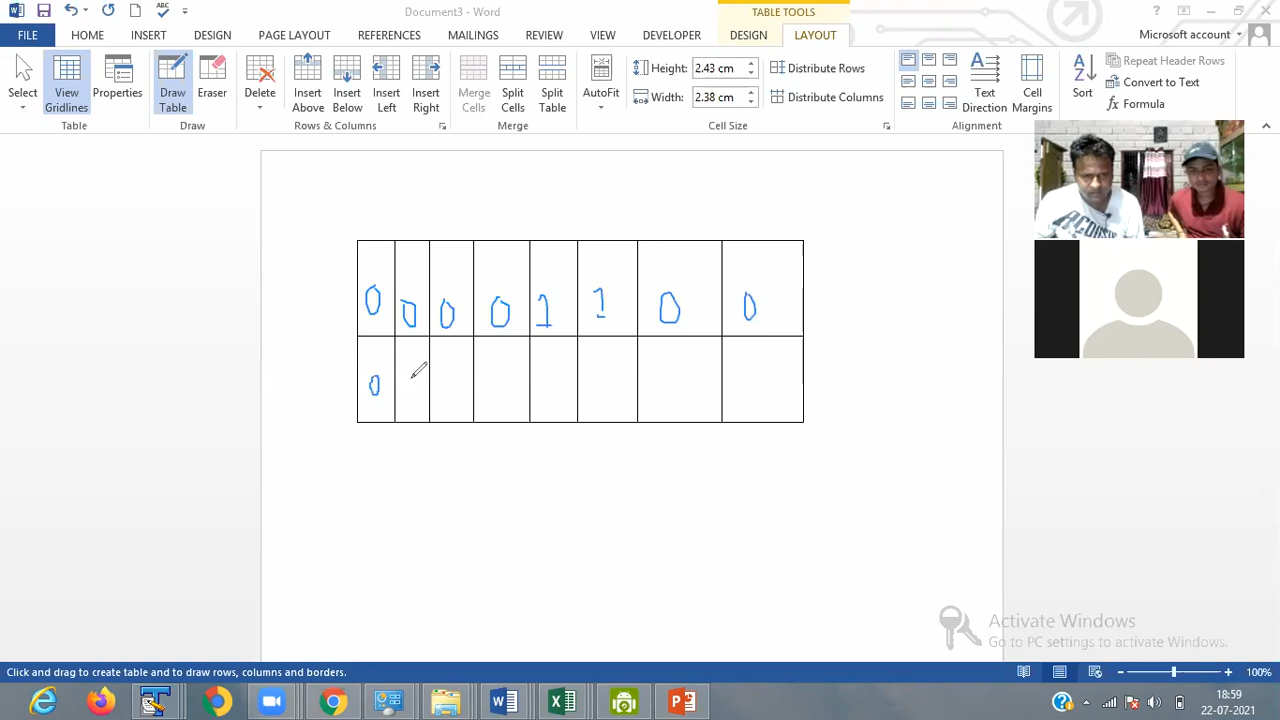 Document3 - Word
TABLE TOOLS
FILE HOME INSERT DESIGN PAGE LAYOUT REFERENCES MAILINGS REVIEW VIEW DEVELOPER DESIGN LAYOUT
Microsoft account
Select
View Gridlines
Properties
Draw Table
Eraser
Delete
Insert Above
Insert Below
Insert Left
Insert Right
Merge Cells
Split Cells
Split Table
AutoFit
Height: 2.43 cm
Width: 2.38 cm
Distribute Rows
Distribute Columns
Text Direction
Cell Margins
Sort
Repeat Header Rows
Convert to Text
Formula
Table Draw Rows & Columns Merge Cell Size Alignment
0 0 0 0 1 1 0 0
0
Activate Windows
Go to PC settings to activate Windows.
Click and drag to create table and to draw rows, columns and borders.
100%
18:59
22-07-2021